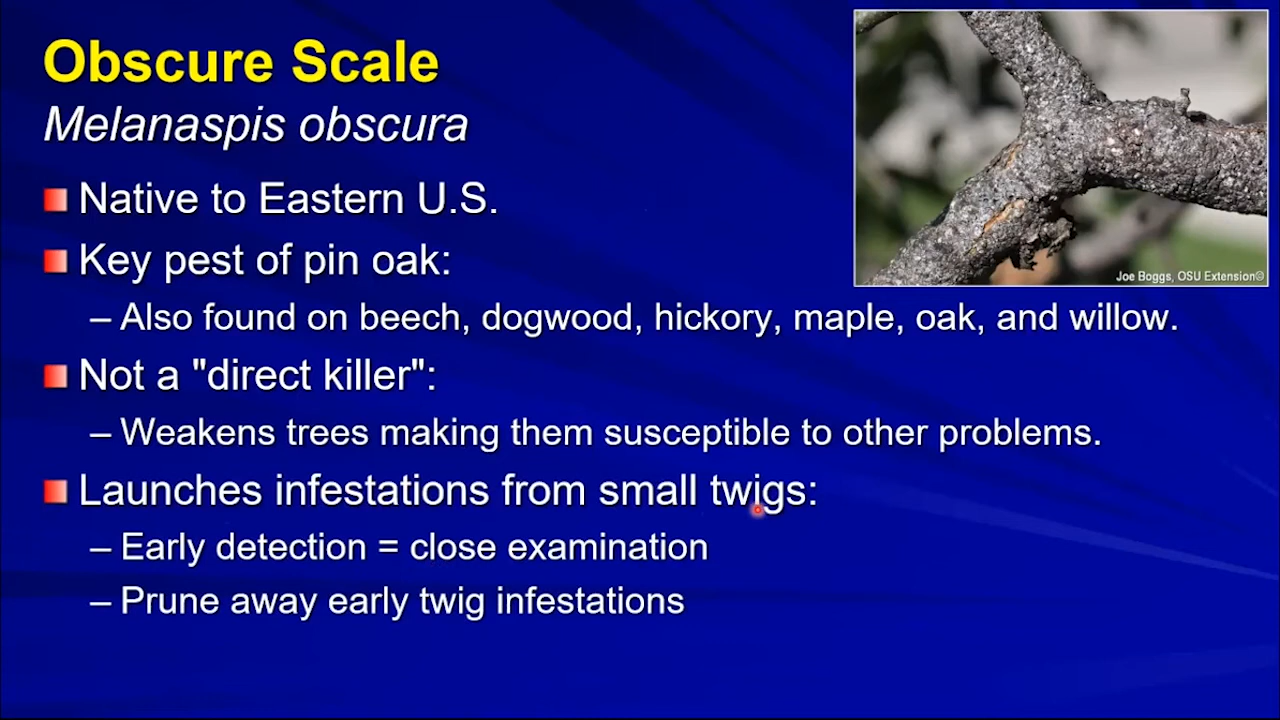 Obscure Scale
Melanaspis obscura
Native to Eastern U.S.
Key pest of pin oak:
– Also found on beech, dogwood, hickory, maple, oak, and willow.
Not a "direct killer":
– Weakens trees making them susceptible to other problems.
Launches infestations from small twigs:
– Early detection = close examination
– Prune away early twig infestations
Joe Boggs, OSU Extension©